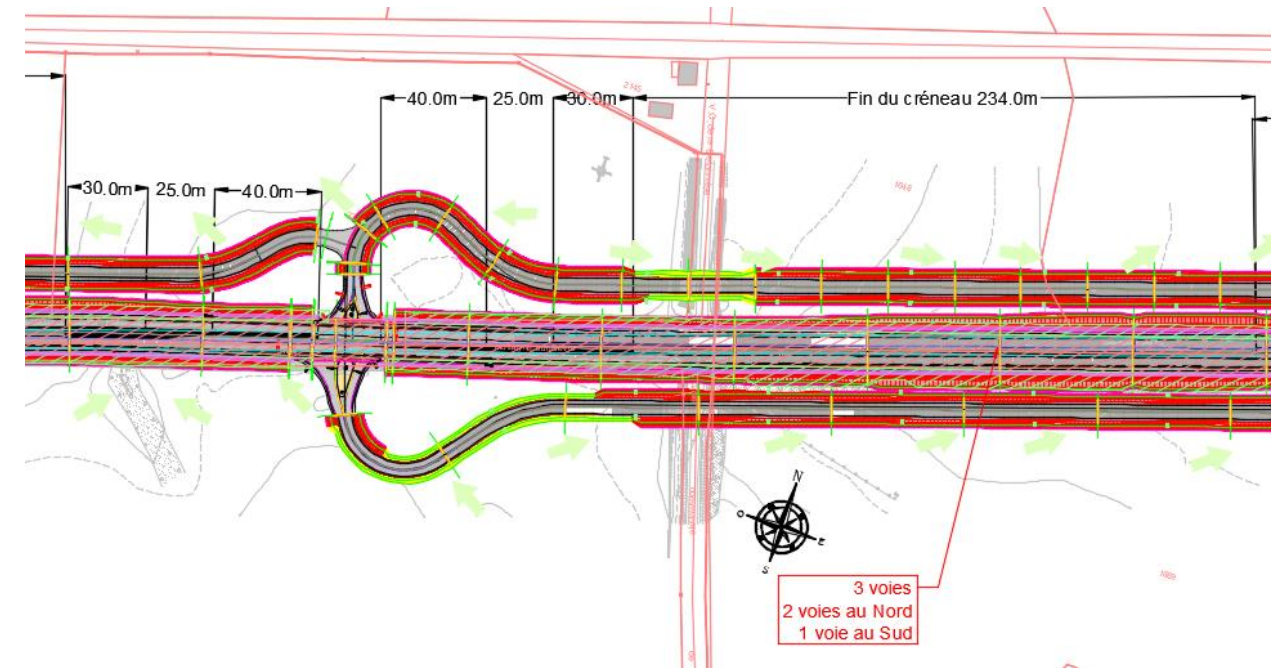 40.0m
25.0m
30.0m
Fin du créneau 234.0m
30.0m
25.0m
40.0m
N
O
E
S
3 voies
2 voies au Nord
1 voie au Sud